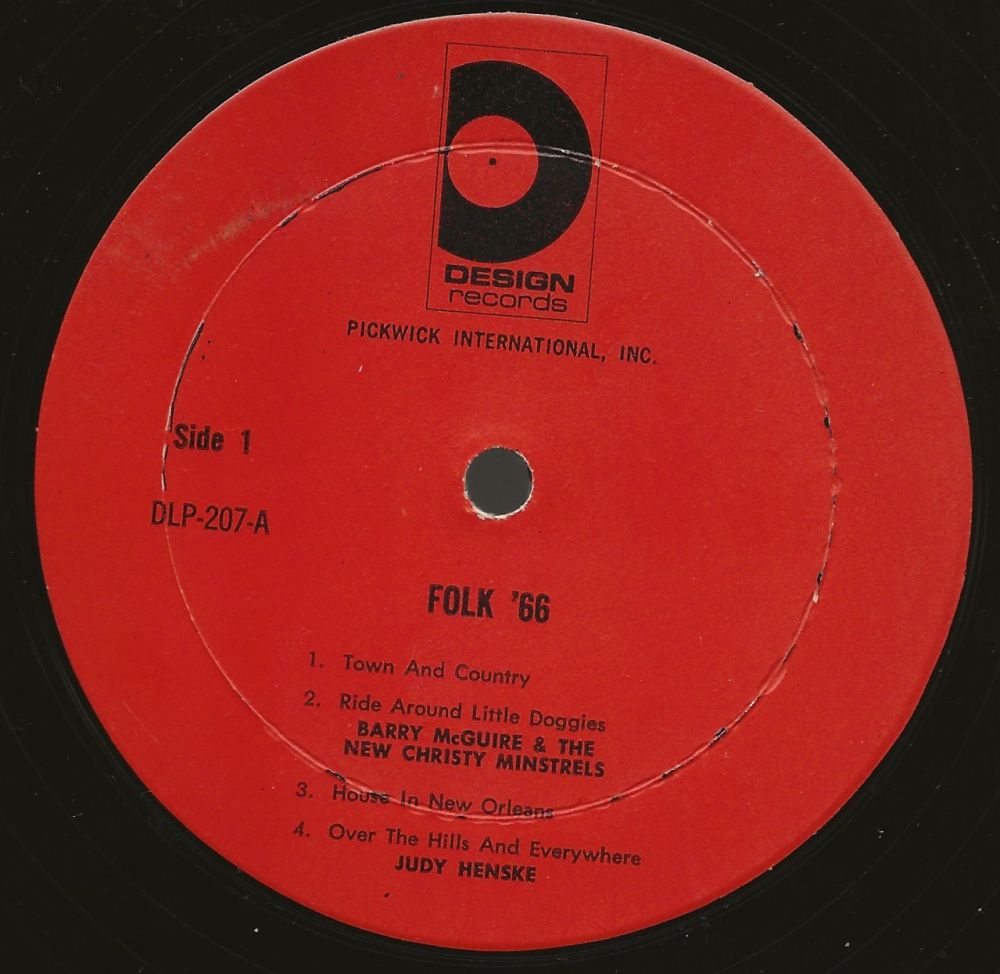 DESIGN
records
PICKWICK INTERNATIONAL, INC.
Side 1
DLP-207-A
FOLK '66
1. Town And Country
2. Ride Around Little Doggies
BARRY McGUIRE & THE
NEW CHRISTY MINSTRELS
3. House In New Orleans
4. Over The Hills And Everywhere
JUDY HENSKE